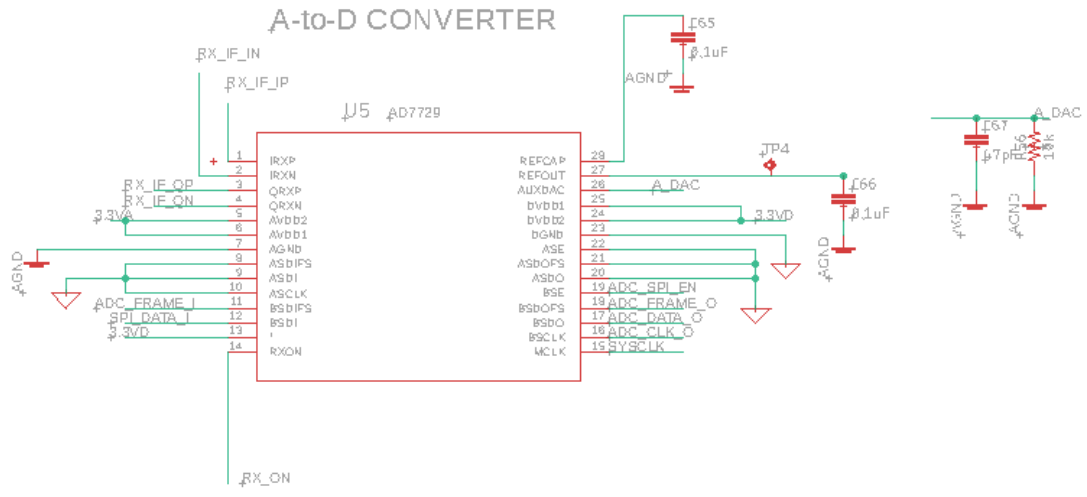 A-to-D CONVERTER
RX_IF_IN
RX_IF_IP
U5 AD7729
C65
0.1uF
AGND
1 IRXP
2 IRXN
3 QRXP
4 QRXN
5 AVDD2
6 AVDD1
7 AGND
8 ASDIFS
9 ASDI
10 ASCLK
11 BSDIFS
12 BSDI
13
14 RXON
RX_IF_QP
RX_IF_QN
3.3VA
AGND
ADC_FRAME_I
SPI_DATA_I
3.3VD
RX_ON
REFCAP 28
REFOUT 27
AUXDAC 26
DVDD1 25
DVDD2 24
DGND 23
ASE 22
ASDOFS 21
ASDO 20
BSE 19
BSDOFS 18
BSDO 17
BSCLK 16
MCLK 15
JP4
A_DAC
3.3VD
C66
0.1uF
AGND
ADC_SPI_EN
ADC_FRAME_O
ADC_DATA_O
ADC_CLK_O
SYSCLK
A_DAC
C67
47pF
10k
AGND
AGND